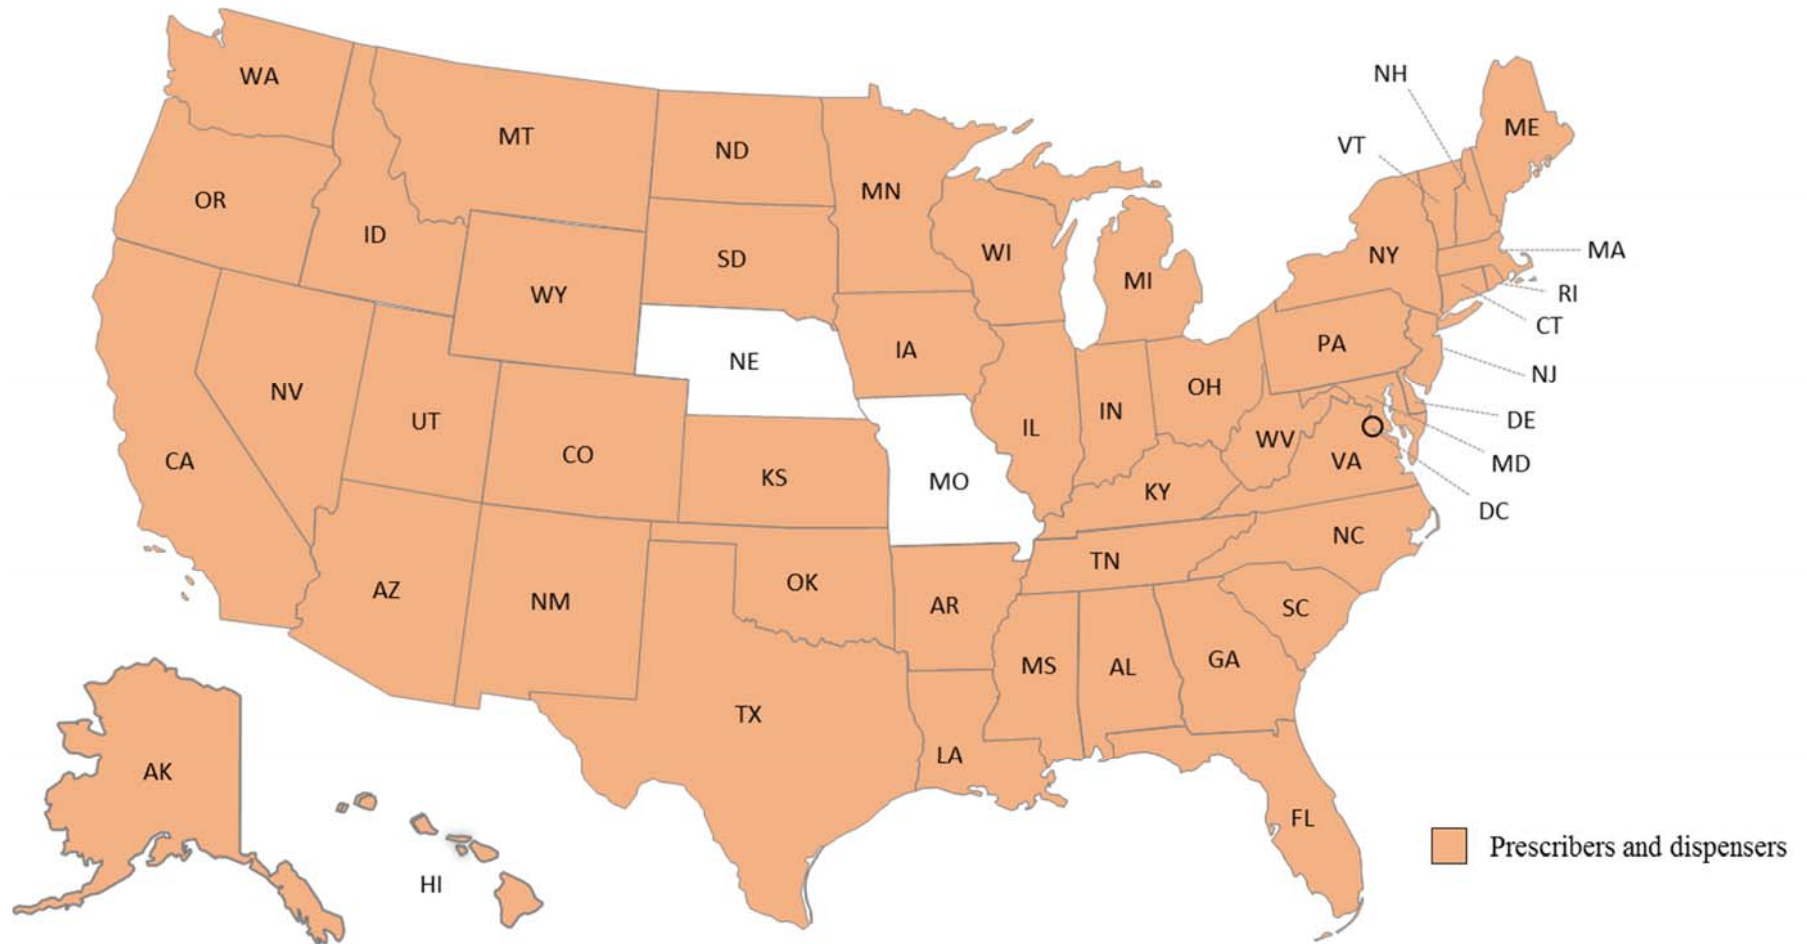 WA
NH
ME
MT
VT
ND
MN
OR
ID
NY
MA
WI
SD
MI
WY
RI
CT
PA
IA
NE
NJ
OH
NV
IN
DE
UT
IL
WV
CO
CA
VA
MD
KS
MO
KY
DC
NC
TN
OK
AZ
NM
AR
SC
GA
MS
AL
TX
LA
AK
FL
Prescribers and dispensers
HI